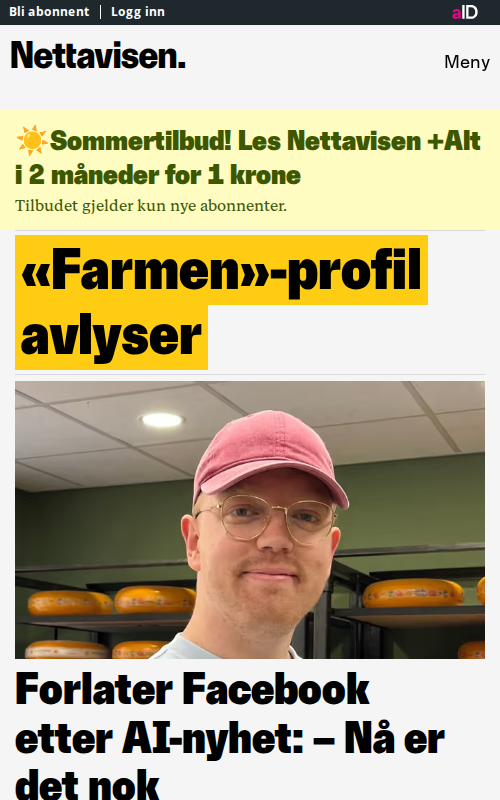 Bli abonnent
Logg inn
aID
Nettavisen.
Meny
☀️Sommertilbud! Les Nettavisen +Alt
i 2 måneder for 1 krone
Tilbudet gjelder kun nye abonnenter.
«Farmen»-profil
avlyser
Forlater Facebook
etter AI-nyhet: – Nå er
det nok